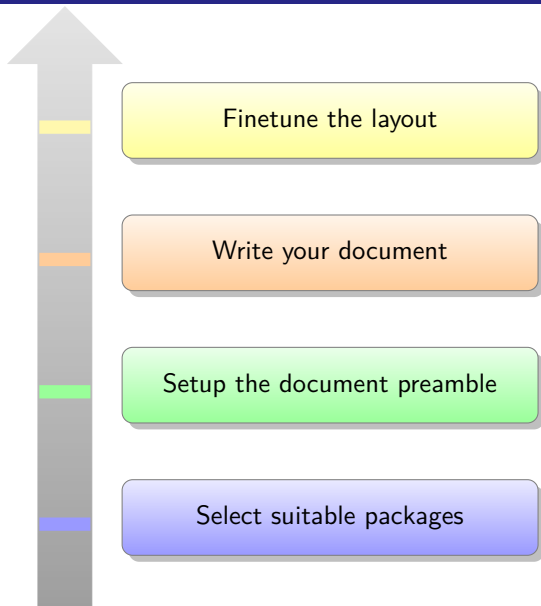 Finetune the layout
Write your document
Setup the document preamble
Select suitable packages